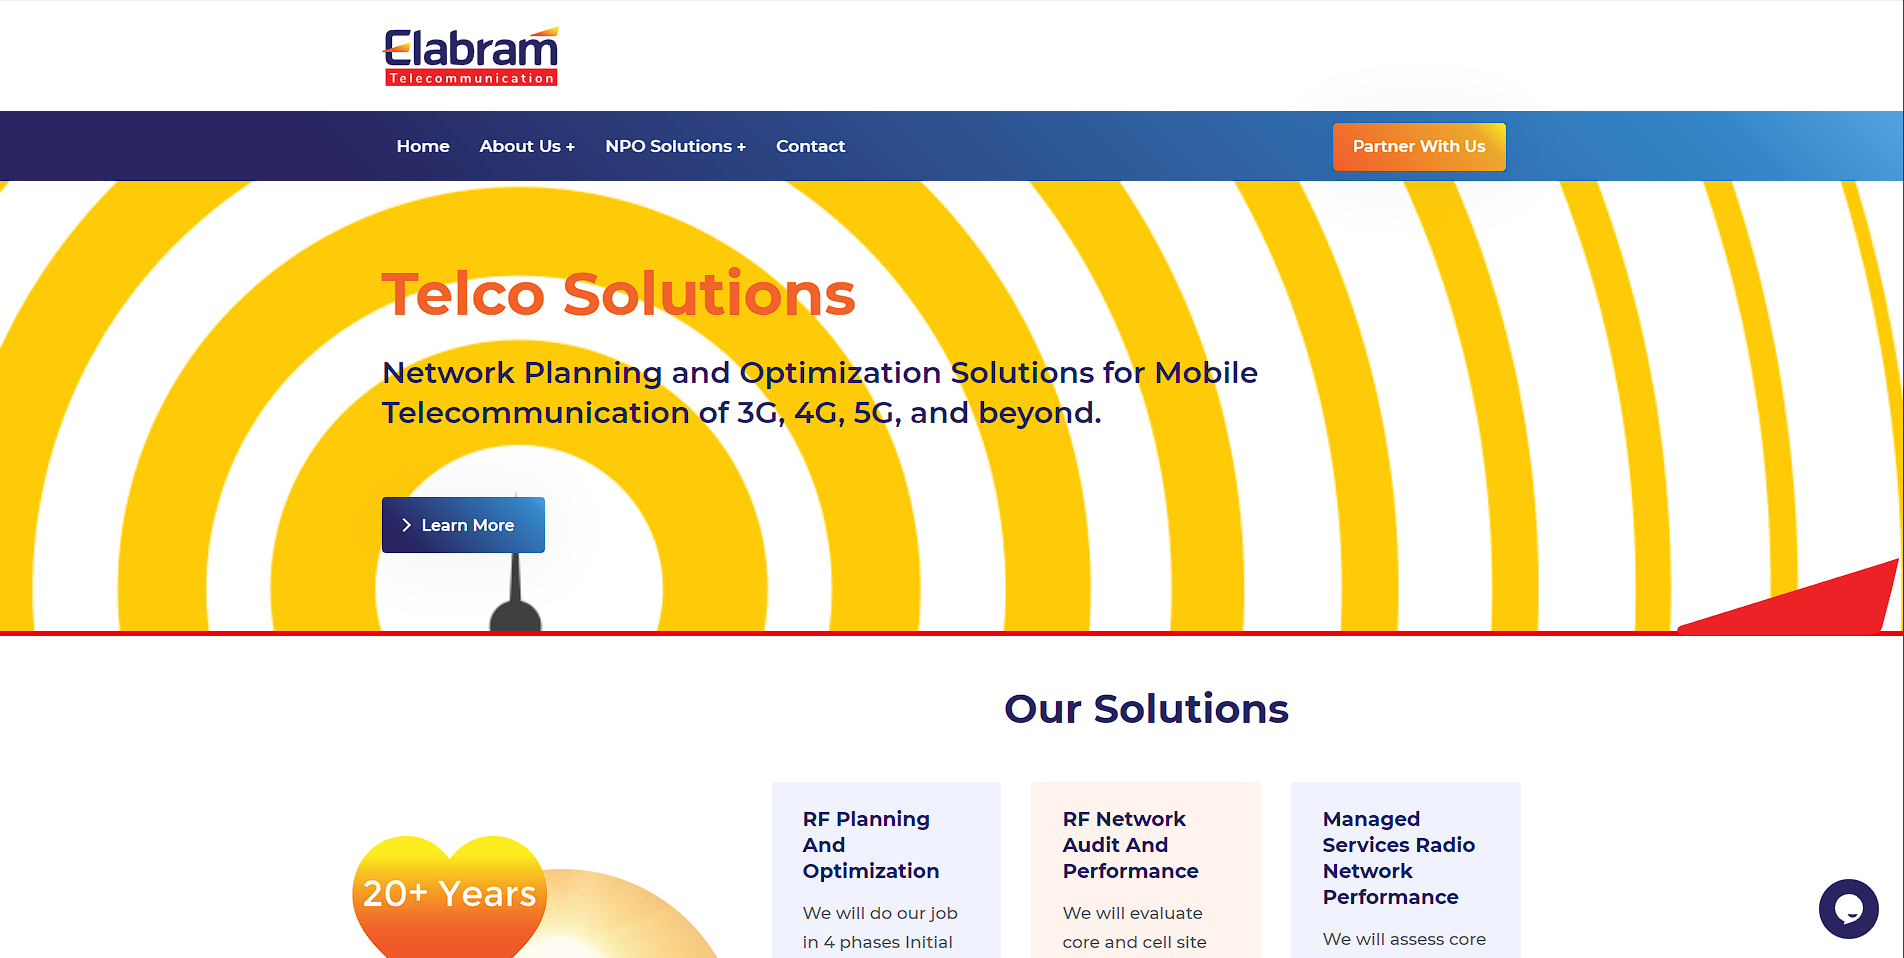 Elabram
Telecommunication
Home
About Us +
NPO Solutions +
Contact
Partner With Us
Telco Solutions
Network Planning and Optimization Solutions for Mobile
Telecommunication of 3G, 4G, 5G, and beyond.
Learn More
Our Solutions
20+ Years
RF Planning
And
Optimization
We will do our job
in 4 phases Initial
RF Network
Audit And
Performance
We will evaluate
core and cell site
Managed
Services Radio
Network
Performance
We will assess core